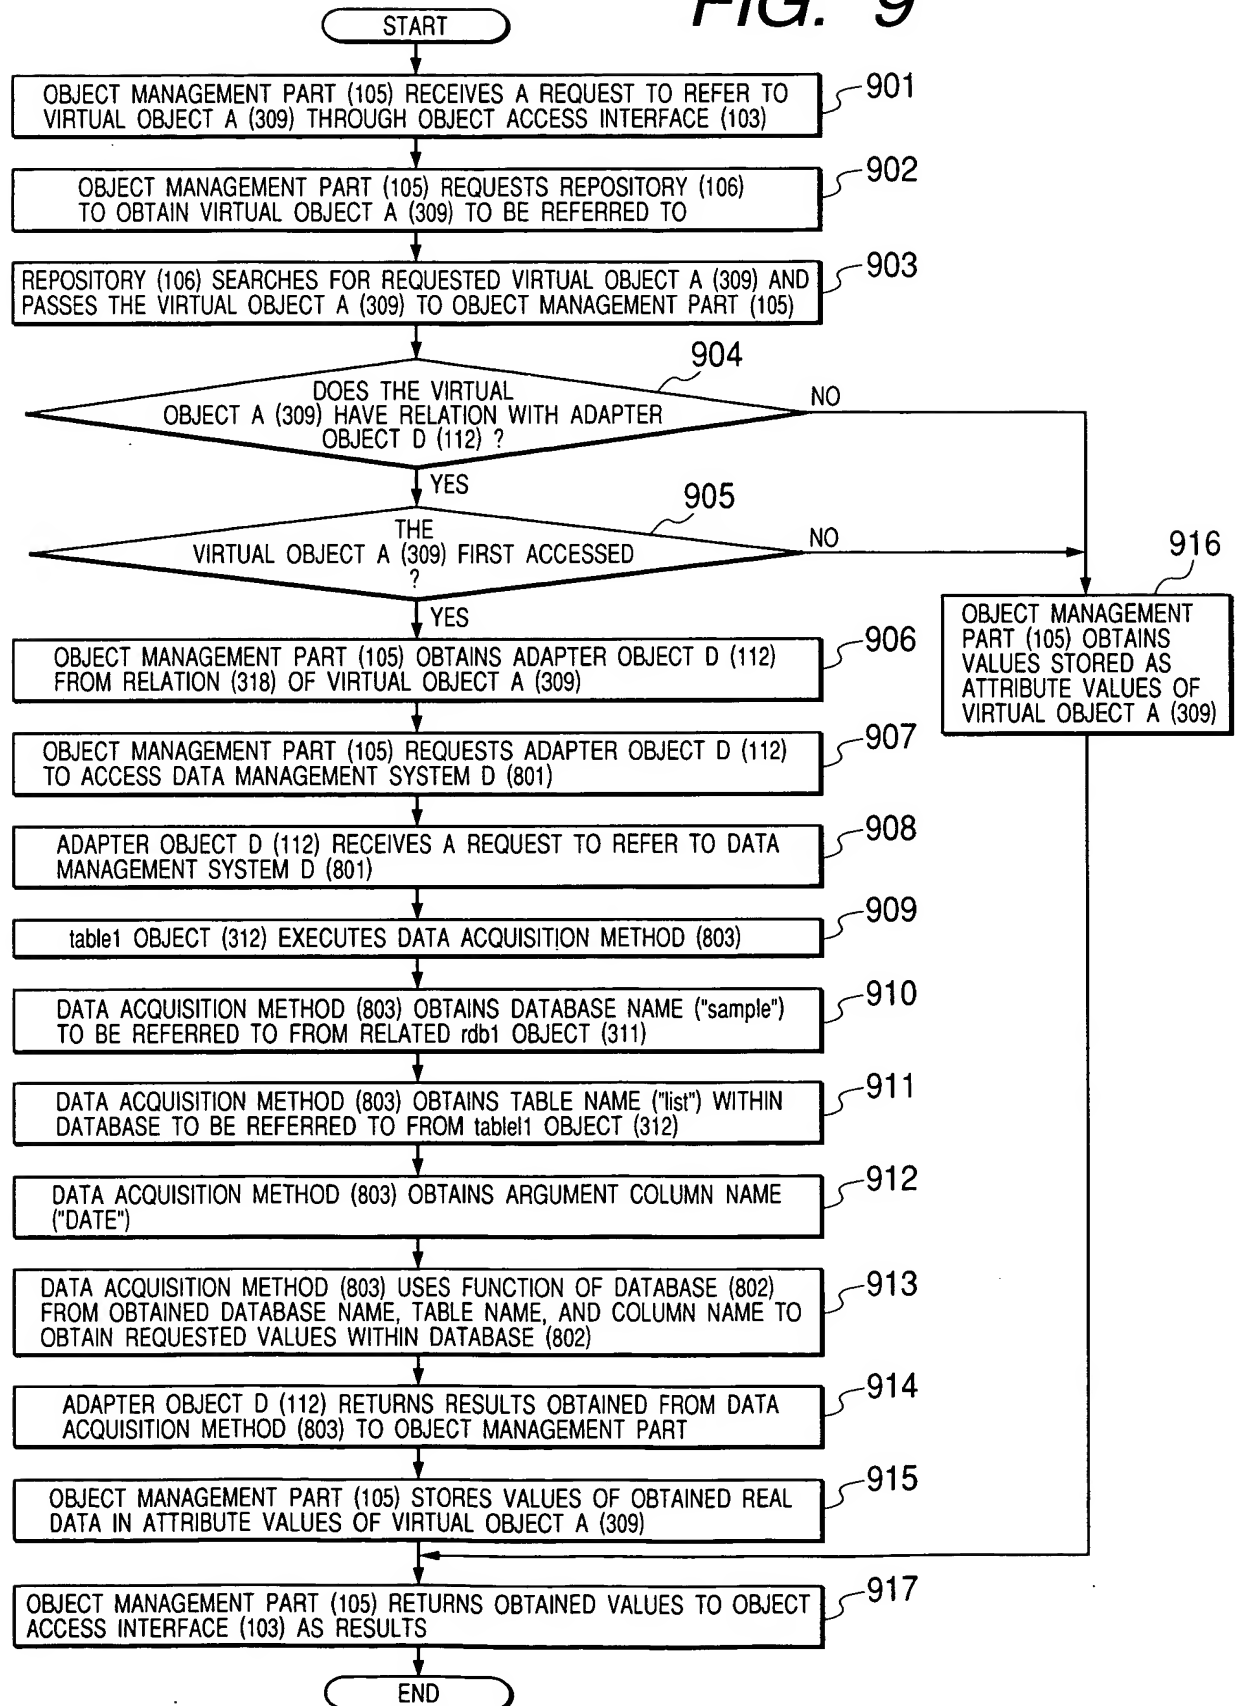 FIG. 9
START
OBJECT MANAGEMENT PART (105) RECEIVES A REQUEST TO REFER TO
VIRTUAL OBJECT A (309) THROUGH OBJECT ACCESS INTERFACE (103)
901
OBJECT MANAGEMENT PART (105) REQUESTS REPOSITORY (106)
TO OBTAIN VIRTUAL OBJECT A (309) TO BE REFERRED TO
902
REPOSITORY (106) SEARCHES FOR REQUESTED VIRTUAL OBJECT A (309) AND
PASSES THE VIRTUAL OBJECT A (309) TO OBJECT MANAGEMENT PART (105)
903
904
DOES THE VIRTUAL
OBJECT A (309) HAVE RELATION WITH ADAPTER
OBJECT D (112) ?
NO
YES
905
THE
VIRTUAL OBJECT A (309) FIRST ACCESSED
?
NO
YES
916
OBJECT MANAGEMENT
PART (105) OBTAINS
VALUES STORED AS
ATTRIBUTE VALUES OF
VIRTUAL OBJECT A (309)
OBJECT MANAGEMENT PART (105) OBTAINS ADAPTER OBJECT D (112)
FROM RELATION (318) OF VIRTUAL OBJECT A (309)
906
OBJECT MANAGEMENT PART (105) REQUESTS ADAPTER OBJECT D (112)
TO ACCESS DATA MANAGEMENT SYSTEM D (801)
907
ADAPTER OBJECT D (112) RECEIVES A REQUEST TO REFER TO DATA
MANAGEMENT SYSTEM D (801)
908
table1 OBJECT (312) EXECUTES DATA ACQUISITION METHOD (803)
909
DATA ACQUISITION METHOD (803) OBTAINS DATABASE NAME ("sample")
TO BE REFERRED TO FROM RELATED rdb1 OBJECT (311)
910
DATA ACQUISITION METHOD (803) OBTAINS TABLE NAME ("list") WITHIN
DATABASE TO BE REFERRED TO FROM tablel1 OBJECT (312)
911
DATA ACQUISITION METHOD (803) OBTAINS ARGUMENT COLUMN NAME
("DATE")
912
DATA ACQUISITION METHOD (803) USES FUNCTION OF DATABASE (802)
FROM OBTAINED DATABASE NAME, TABLE NAME, AND COLUMN NAME TO
OBTAIN REQUESTED VALUES WITHIN DATABASE (802)
913
ADAPTER OBJECT D (112) RETURNS RESULTS OBTAINED FROM DATA
ACQUISITION METHOD (803) TO OBJECT MANAGEMENT PART
914
OBJECT MANAGEMENT PART (105) STORES VALUES OF OBTAINED REAL
DATA IN ATTRIBUTE VALUES OF VIRTUAL OBJECT A (309)
915
OBJECT MANAGEMENT PART (105) RETURNS OBTAINED VALUES TO OBJECT
ACCESS INTERFACE (103) AS RESULTS
917
END